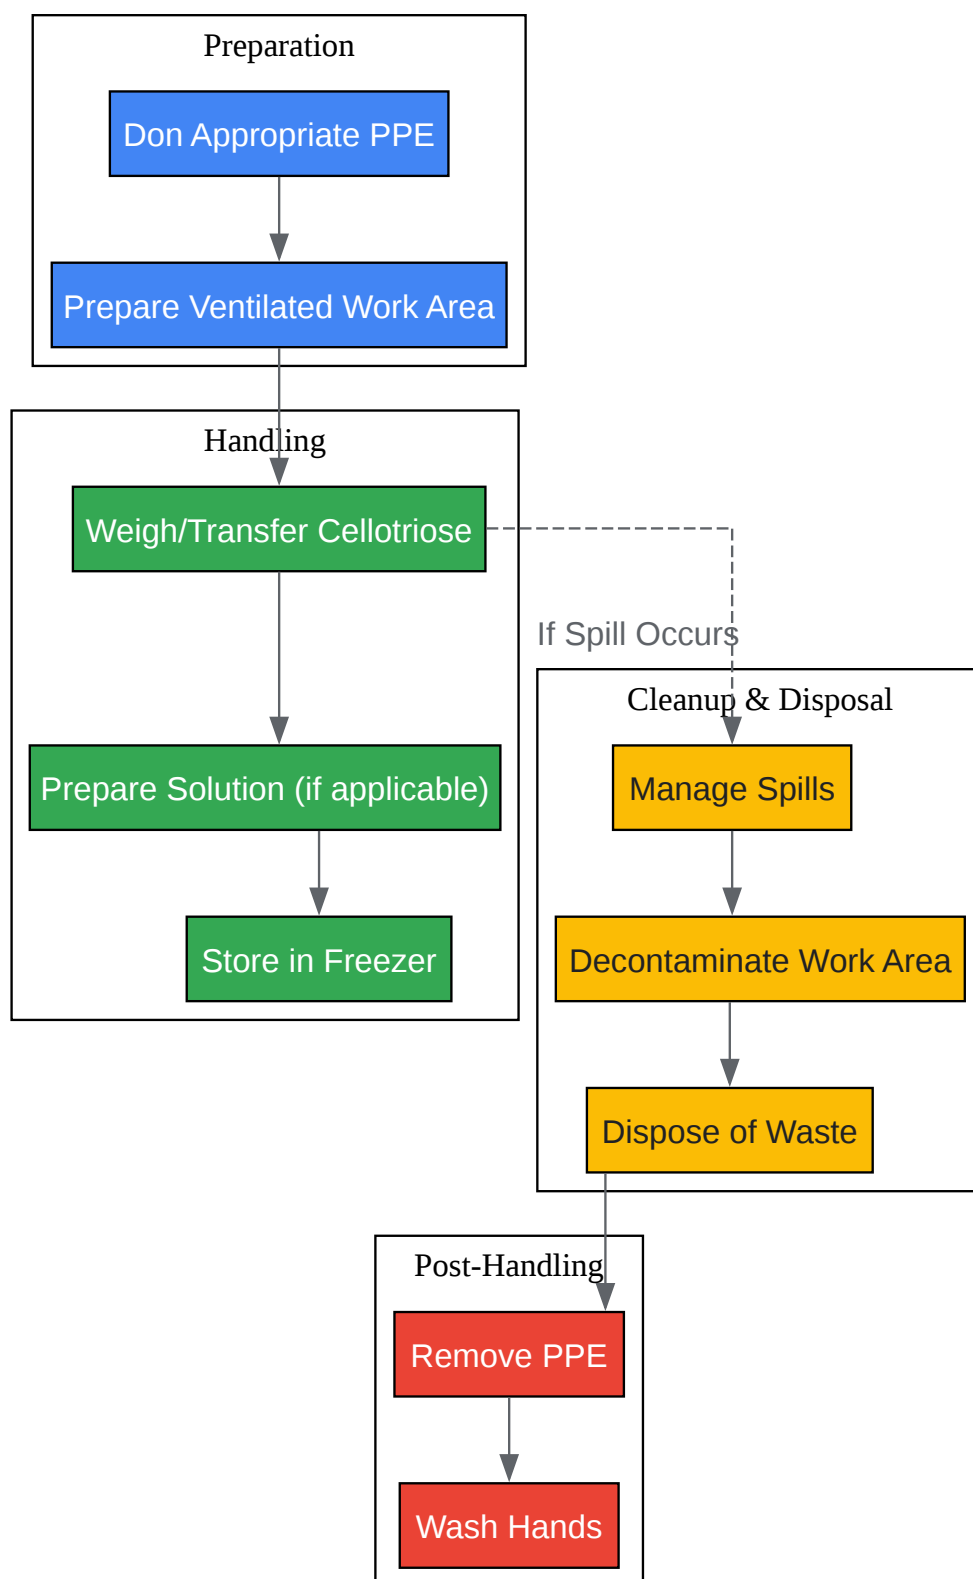 Preparation
Don Appropriate PPE
Prepare Ventilated Work Area
Handling
Weigh/Transfer Cellotriose
If Spill Occurs
Cleanup & Disposal
Prepare Solution (if applicable)
Manage Spills
Store in Freezer
Decontaminate Work Area
Dispose of Waste
Post-Handling
Remove PPE
Wash Hands